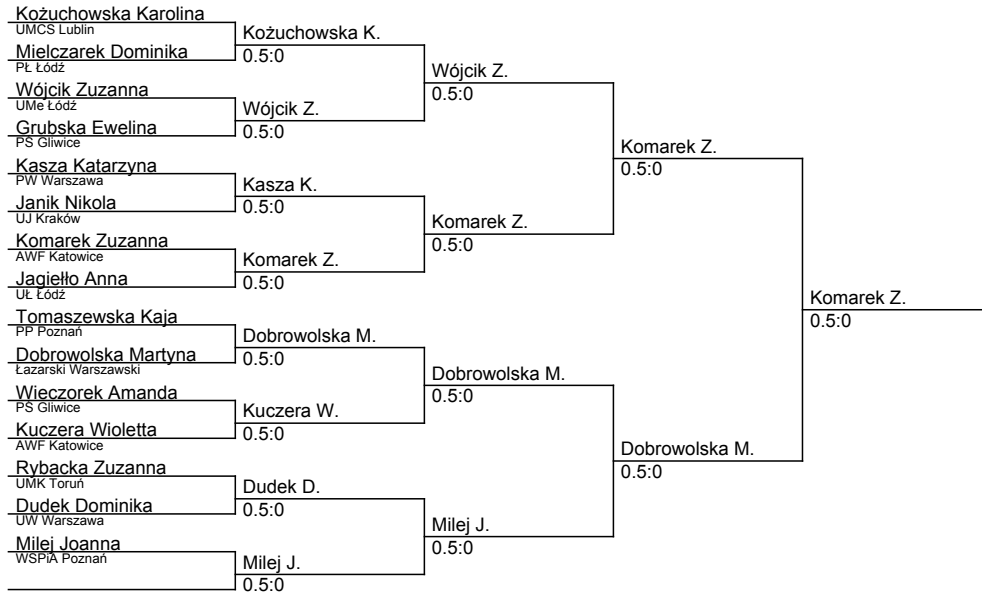 Kożuchowska Karolina
UMCS Lublin
Mielczarek Dominika
PŁ Łódź
Wójcik Zuzanna
UMe Łódź
Grubska Ewelina
PS Gliwice
Kasza Katarzyna
PW Warszawa
Janik Nikola
UJ Kraków
Komarek Zuzanna
AWF Katowice
Jagiełło Anna
UŁ Łódź
Tomaszewska Kaja
PP Poznań
Dobrowolska Martyna
Łazarski Warszawski
Wieczorek Amanda
PS Gliwice
Kuczera Wioletta
AWF Katowice
Rybacka Zuzanna
UMK Toruń
Dudek Dominika
UW Warszawa
Milej Joanna
WSPiA Poznań
Kożuchowska K.
0.5:0
Wójcik Z.
0.5:0
Kasza K.
0.5:0
Komarek Z.
0.5:0
Dobrowolska M.
0.5:0
Kuczera W.
0.5:0
Dudek D.
0.5:0
Milej J.
0.5:0
Wójcik Z.
0.5:0
Komarek Z.
0.5:0
Dobrowolska M.
0.5:0
Milej J.
0.5:0
Komarek Z.
0.5:0
Dobrowolska M.
0.5:0
Komarek Z.
0.5:0